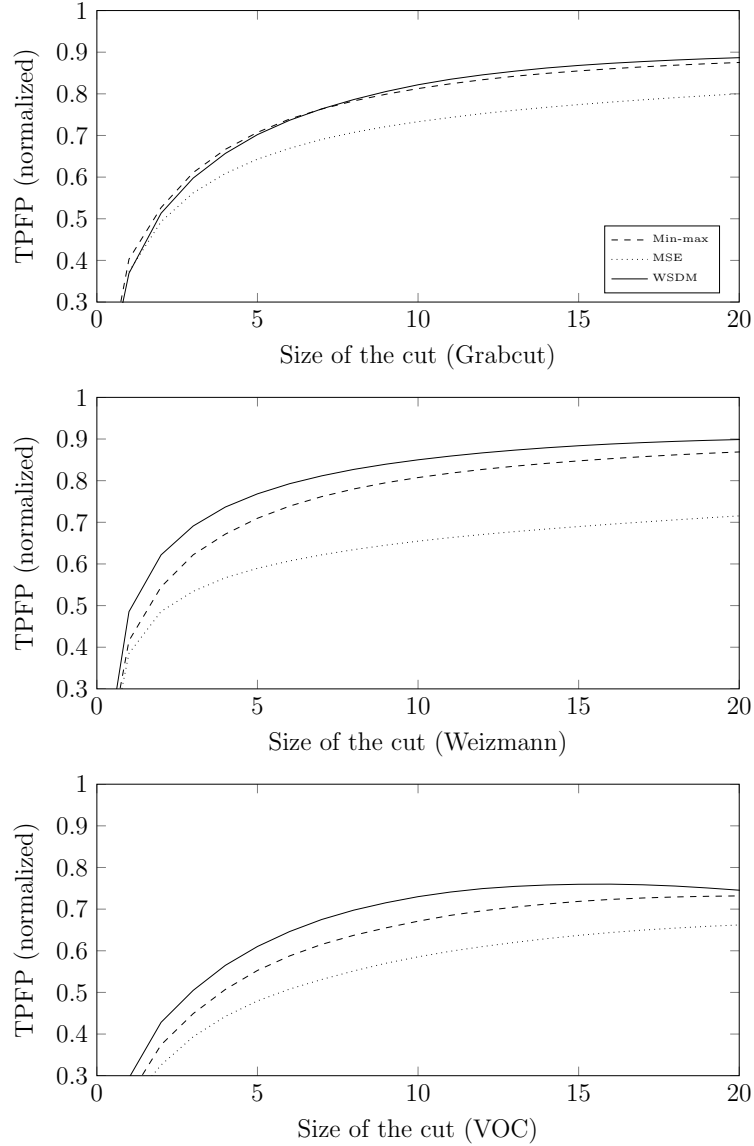 1
0.9
0.8
0.7
0.6
0.5
0.4
0.3
TPFP (normalized)
Min-max
MSE
WSDM
0 5 10 15 20
Size of the cut (Grabcut)
1
0.9
0.8
0.7
0.6
0.5
0.4
0.3
TPFP (normalized)
0 5 10 15 20
Size of the cut (Weizmann)
1
0.9
0.8
0.7
0.6
0.5
0.4
0.3
TPFP (normalized)
0 5 10 15 20
Size of the cut (VOC)